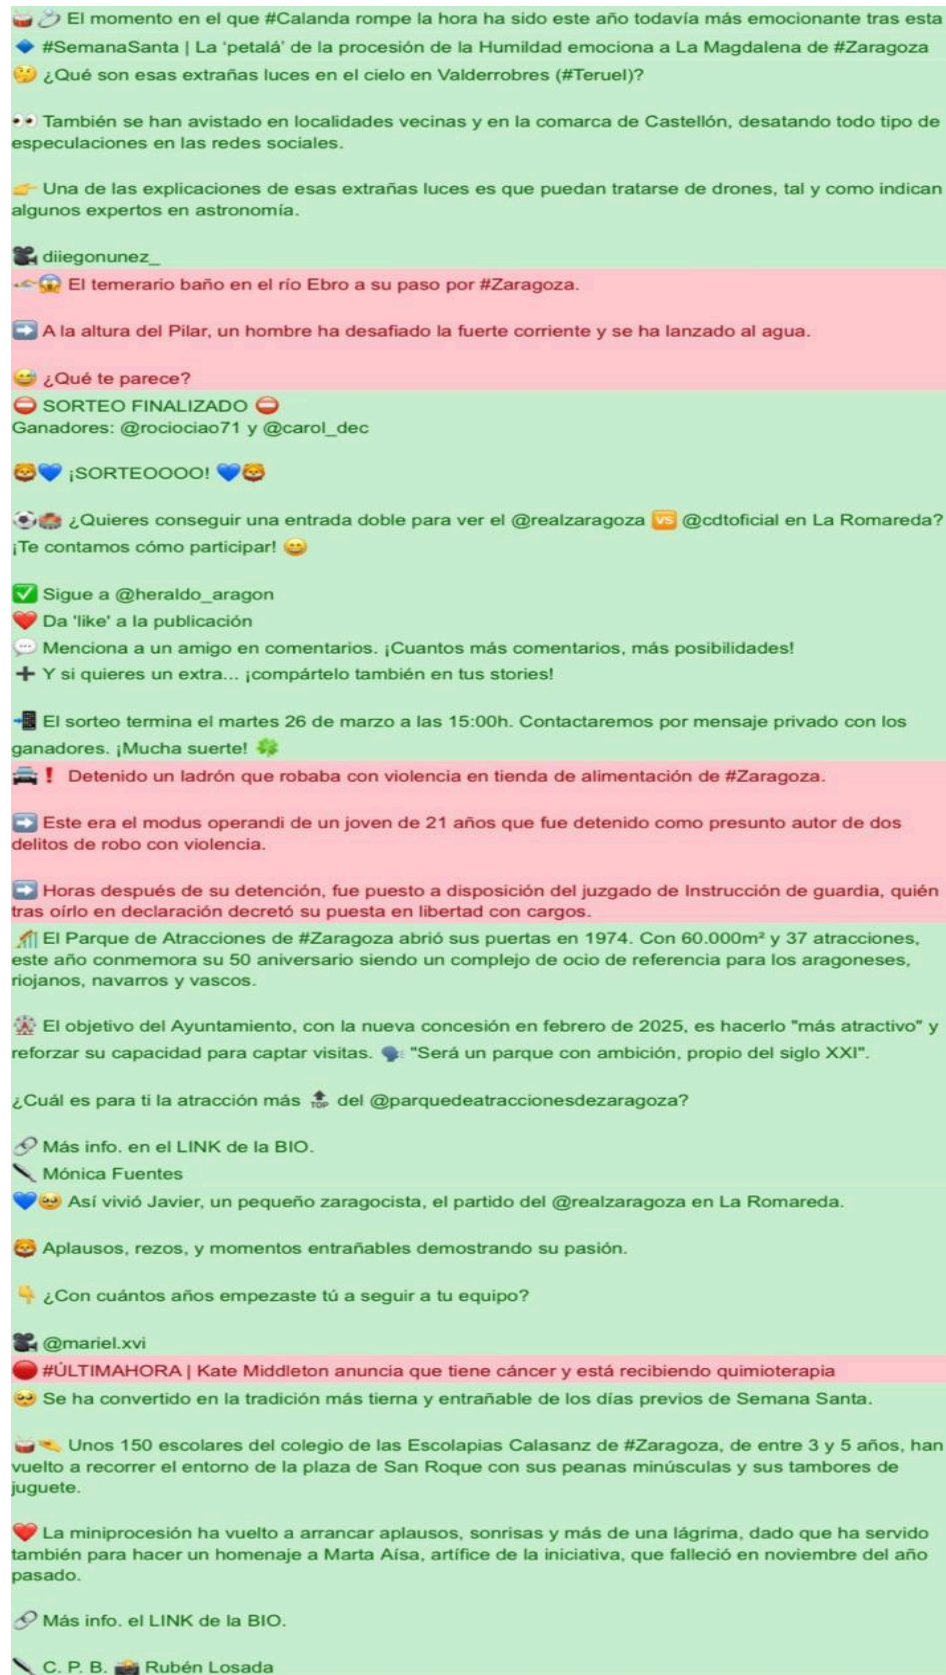 🥁💍 El momento en el que #Calanda rompe la hora ha sido este año todavía más emocionante tras esta
🔹 #SemanaSanta | La ‘petalá’ de la procesión de la Humildad emociona a La Magdalena de #Zaragoza
🤔 ¿Qué son esas extrañas luces en el cielo en Valderrobres (#Teruel)?
👀 También se han avistado en localidades vecinas y en la comarca de Castellón, desatando todo tipo de
especulaciones en las redes sociales.
👉 Una de las explicaciones de esas extrañas luces es que puedan tratarse de drones, tal y como indican
algunos expertos en astronomía.
🎥 diiegonunez_
🫴😱 El temerario baño en el río Ebro a su paso por #Zaragoza.
➡️ A la altura del Pilar, un hombre ha desafiado la fuerte corriente y se ha lanzado al agua.
😅 ¿Qué te parece?
⛔ SORTEO FINALIZADO ⛔
Ganadores: @rociociao71 y @carol_dec
🦁💙 ¡SORTEOOOO! 💙🦁
⚽🏟️ ¿Quieres conseguir una entrada doble para ver el @realzaragoza 🆚 @cdtoficial en La Romareda?
¡Te contamos cómo participar! 😄
✅ Sigue a @heraldo_aragon
❤️ Da 'like' a la publicación
💬 Menciona a un amigo en comentarios. ¡Cuantos más comentarios, más posibilidades!
➕ Y si quieres un extra... ¡compártelo también en tus stories!
📲 El sorteo termina el martes 26 de marzo a las 15:00h. Contactaremos por mensaje privado con los
ganadores. ¡Mucha suerte! 🍀
🚔❗ Detenido un ladrón que robaba con violencia en tienda de alimentación de #Zaragoza.
➡️ Este era el modus operandi de un joven de 21 años que fue detenido como presunto autor de dos
delitos de robo con violencia.
➡️ Horas después de su detención, fue puesto a disposición del juzgado de Instrucción de guardia, quién
tras oírlo en declaración decretó su puesta en libertad con cargos.
🎢 El Parque de Atracciones de #Zaragoza abrió sus puertas en 1974. Con 60.000m² y 37 atracciones,
este año conmemora su 50 aniversario siendo un complejo de ocio de referencia para los aragoneses,
riojanos, navarros y vascos.
🎡 El objetivo del Ayuntamiento, con la nueva concesión en febrero de 2025, es hacerlo "más atractivo" y
reforzar su capacidad para captar visitas. 🗣️ "Será un parque con ambición, propio del siglo XXI".
¿Cuál es para ti la atracción más 🔝 del @parquedeatraccionesdezaragoza?
🔗 Más info. en el LINK de la BIO.
🖊️ Mónica Fuentes
💙🥹 Así vivió Javier, un pequeño zaragocista, el partido del @realzaragoza en La Romareda.
🦁 Aplausos, rezos, y momentos entrañables demostrando su pasión.
👇 ¿Con cuántos años empezaste tú a seguir a tu equipo?
🎥 @mariel.xvi
🔴 #ÚLTIMAHORA | Kate Middleton anuncia que tiene cáncer y está recibiendo quimioterapia
🥹 Se ha convertido en la tradición más tierna y entrañable de los días previos de Semana Santa.
🥁🤏 Unos 150 escolares del colegio de las Escolapias Calasanz de #Zaragoza, de entre 3 y 5 años, han
vuelto a recorrer el entorno de la plaza de San Roque con sus peanas minúsculas y sus tambores de
juguete.
❤️ La miniprocesión ha vuelto a arrancar aplausos, sonrisas y más de una lágrima, dado que ha servido
también para hacer un homenaje a Marta Aísa, artífice de la iniciativa, que falleció en noviembre del año
pasado.
🔗 Más info. el LINK de la BIO.
🖊️ C. P. B. 📸 Rubén Losada